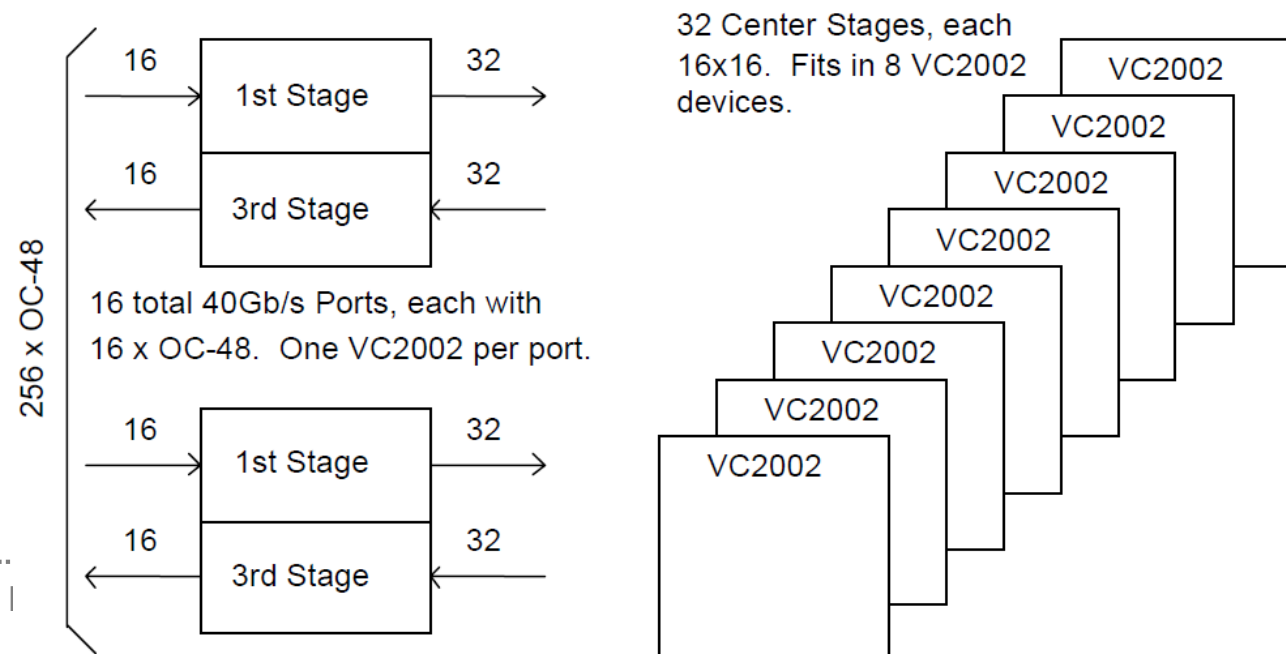 256 x OC-48
16
1st Stage
32
16
3rd Stage
32
16 total 40Gb/s Ports, each with
16 x OC-48. One VC2002 per port.
16
1st Stage
32
16
3rd Stage
32
32 Center Stages, each
16x16. Fits in 8 VC2002
devices.
VC2002
VC2002
VC2002
VC2002
VC2002
VC2002
VC2002
VC2002